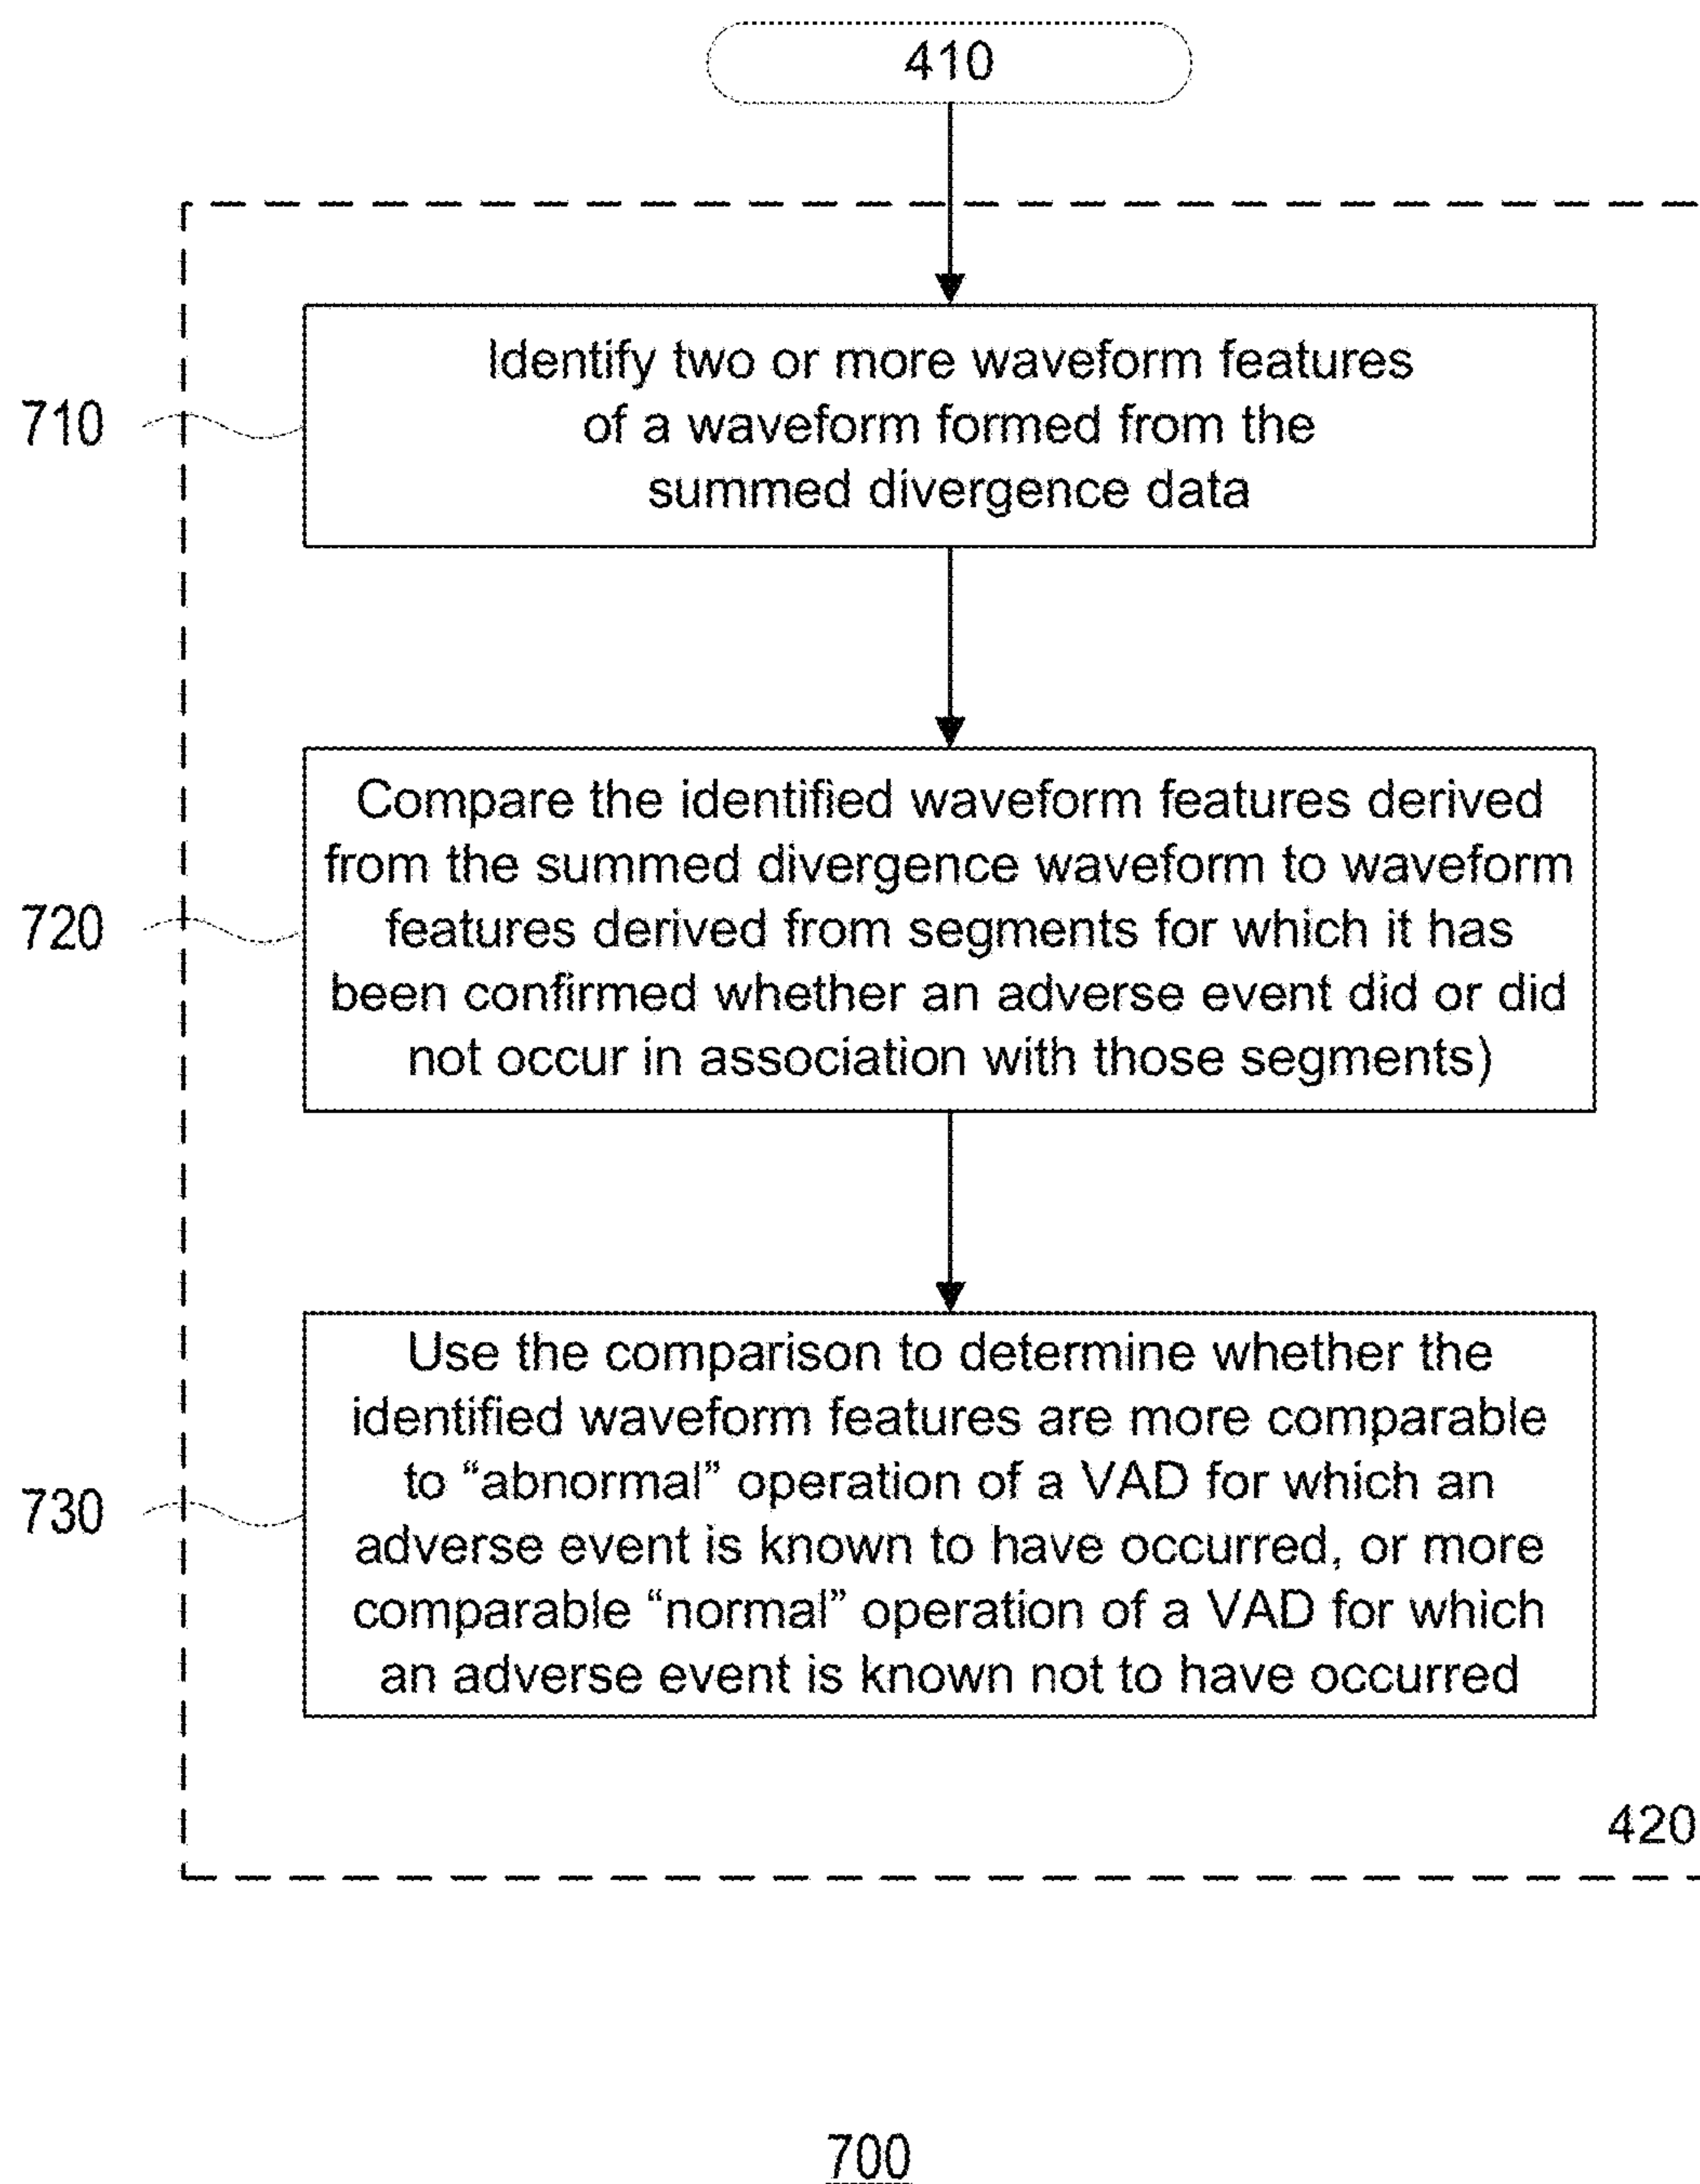 410
710
Identify two or more waveform features
of a waveform formed from the
summed divergence data
720
Compare the identified waveform features derived
from the summed divergence waveform to waveform
features derived from segments for which it has
been confirmed whether an adverse event did or did
not occur in association with those segments)
730
Use the comparison to determine whether the
identified waveform features are more comparable
to “abnormal” operation of a VAD for which an
adverse event is known to have occurred, or more
comparable “normal” operation of a VAD for which
an adverse event is known not to have occurred
420
700